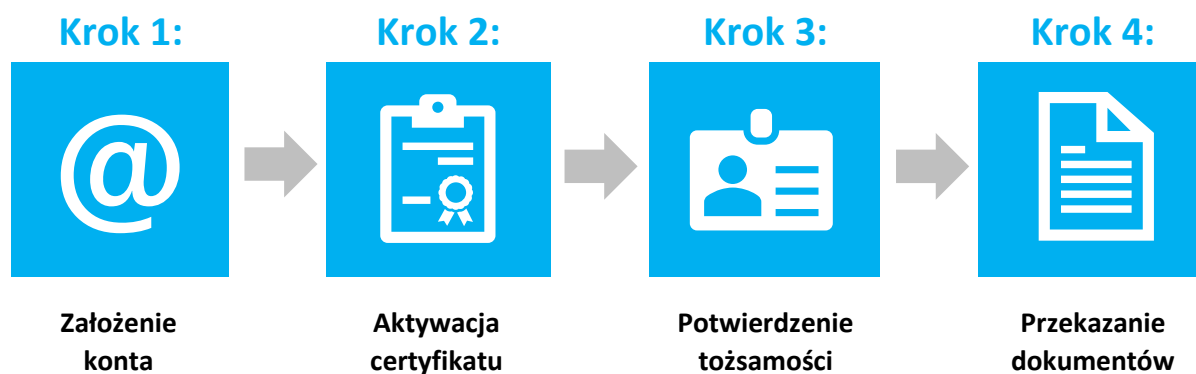 Krok 1:
Krok 2:
Krok 3:
Krok 4:
@
Założenie
konta
Aktywacja
certyfikatu
Potwierdzenie
tożsamości
Przekazanie
dokumentów